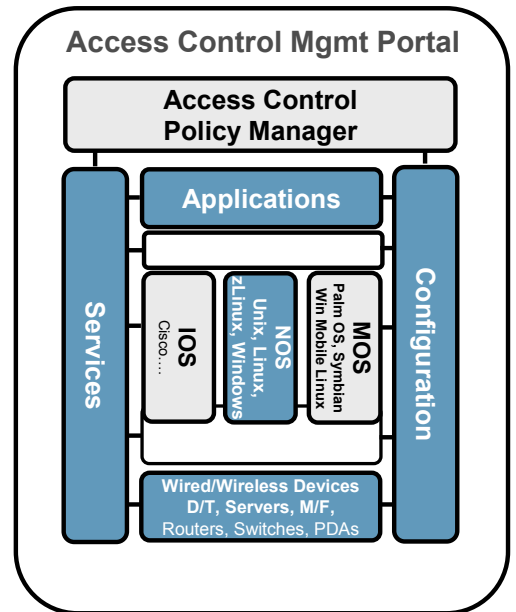 Access Control Mgmt Portal
Access Control
Policy Manager
Applications
Services
IOS
Cisco.…
NOS
Unix, Linux,
zLinux, Windows
MOS
Palm OS, Symbian
Win Mobile Linux
Configuration
Wired/Wireless Devices
D/T, Servers, M/F,
Routers, Switches, PDAs